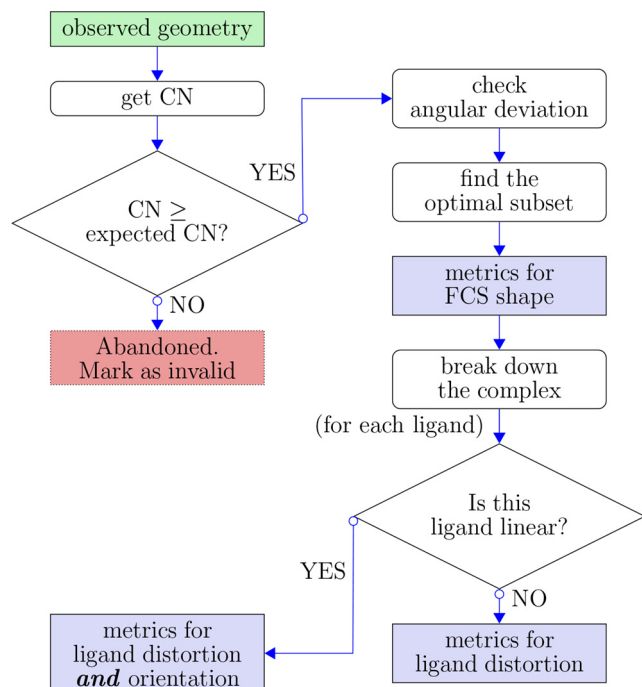 observed geometry
get CN
CN ≥
expected CN?
YES
NO
Abandoned.
Mark as invalid
check
angular deviation
find the
optimal subset
metrics for
FCS shape
break down
the complex
(for each ligand)
Is this
ligand linear?
YES
NO
metrics for
ligand distortion
and orientation
metrics for
ligand distortion